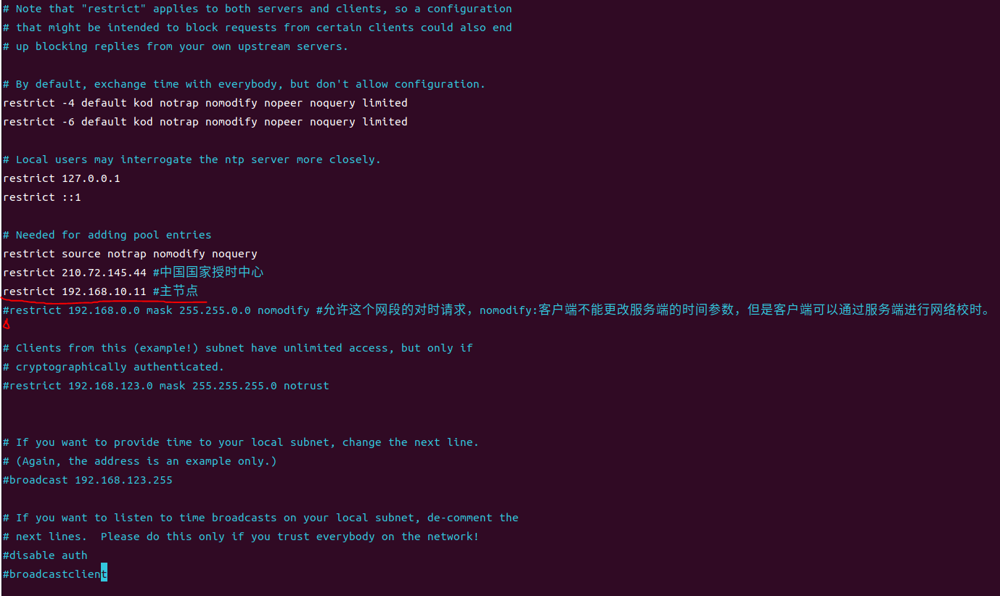 # Note that "restrict" applies to both servers and clients, so a configuration
# that might be intended to block requests from certain clients could also end
# up blocking replies from your own upstream servers.
# By default, exchange time with everybody, but don't allow configuration.
restrict -4 default kod notrap nomodify nopeer noquery limited
restrict -6 default kod notrap nomodify nopeer noquery limited
# Local users may interrogate the ntp server more closely.
restrict 127.0.0.1
restrict ::1
# Needed for adding pool entries
restrict source notrap nomodify noquery
restrict 210.72.145.44 #中国国家授时中心
restrict 192.168.10.11 #主节点
#restrict 192.168.0.0 mask 255.255.0.0 nomodify #允许这个网段的对时请求，nomodify:客户端不能更改服务端的时间参数，但是客户端可以通过服务端进行网络校时。
# Clients from this (example!) subnet have unlimited access, but only if
# cryptographically authenticated.
#restrict 192.168.123.0 mask 255.255.255.0 notrust
# If you want to provide time to your local subnet, change the next line.
# (Again, the address is an example only.)
#broadcast 192.168.123.255
# If you want to listen to time broadcasts on your local subnet, de-comment the
# next lines.  Please do this only if you trust everybody on the network!
#disable auth
#broadcastclient